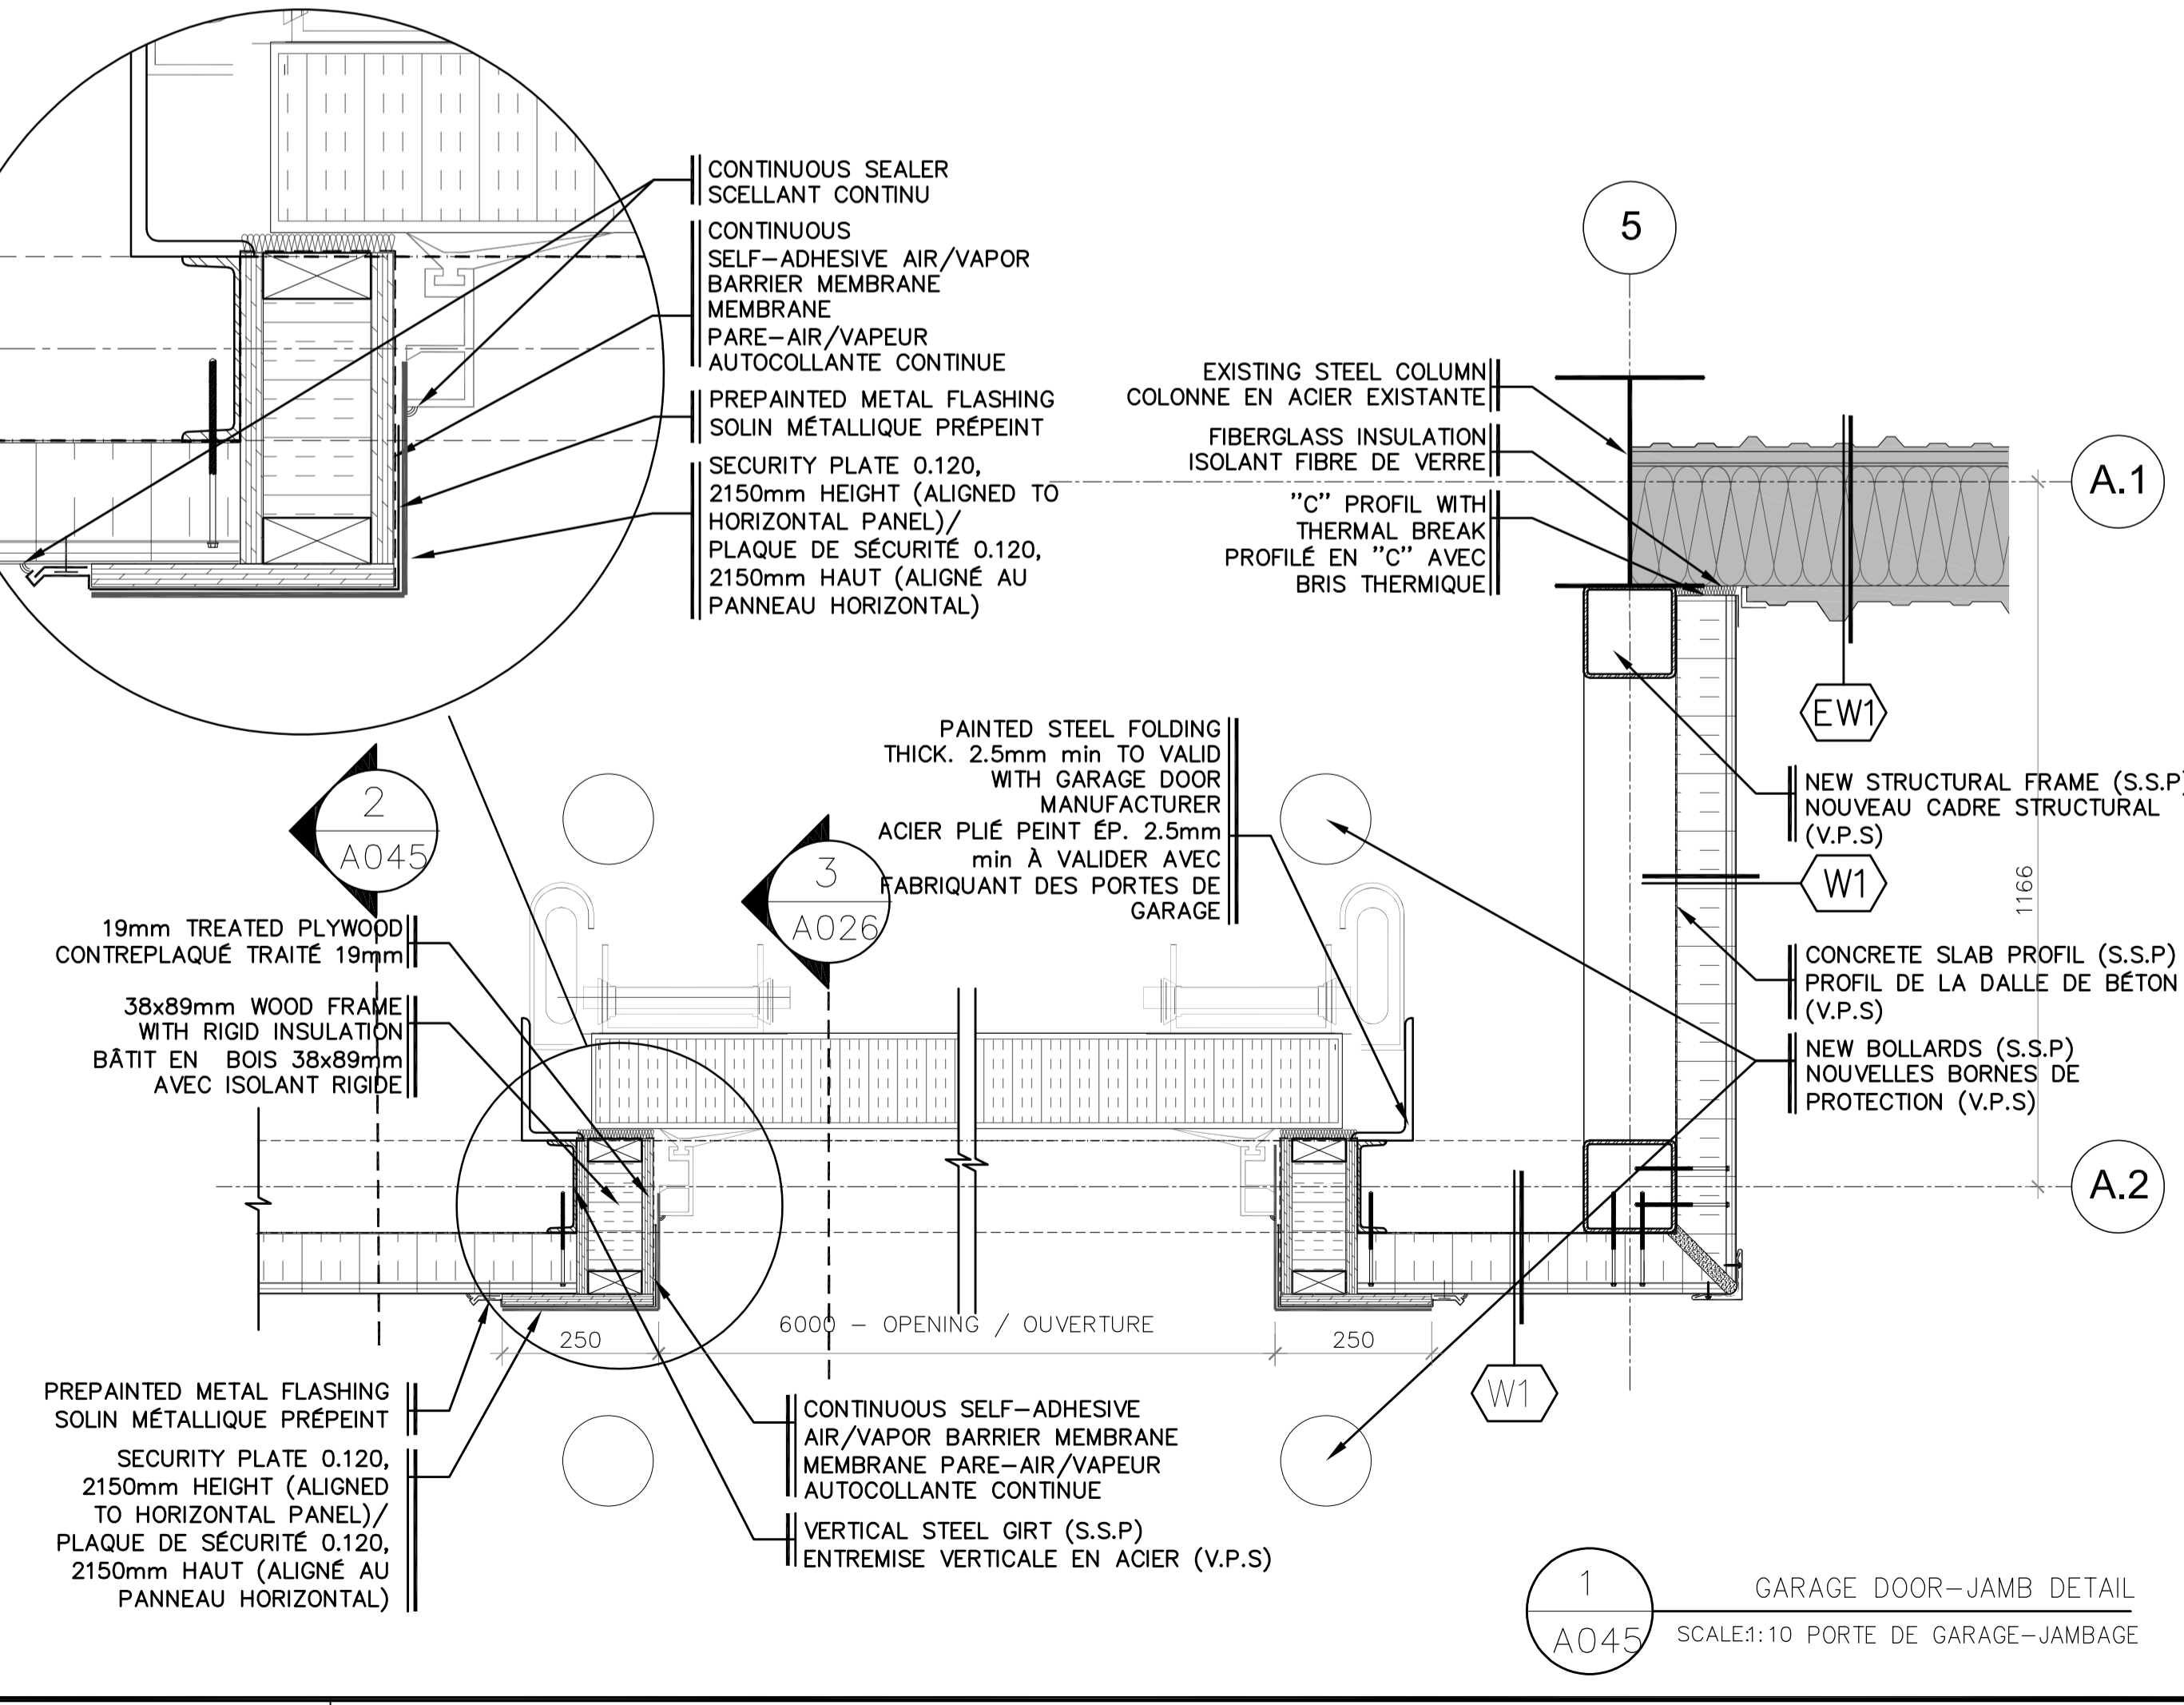 CONTINUOUS SEALER
SCELLANT CONTINU
CONTINUOUS
SELF-ADHESIVE AIR/VAPOR
BARRIER MEMBRANE
MEMBRANE
PARE-AIR/VAPEUR
AUTOCOLLANTE CONTINUE
PREPAINTED METAL FLASHING
SOLIN MÉTALLIQUE PRÉPEINT
SECURITY PLATE 0.120,
2150mm HEIGHT (ALIGNED TO
HORIZONTAL PANEL)/
PLAQUE DE SÉCURITÉ 0.120,
2150mm HAUT (ALIGNÉ AU
PANNEAU HORIZONTAL)
5
EXISTING STEEL COLUMN
COLONNE EN ACIER EXISTANTE
FIBERGLASS INSULATION
ISOLANT FIBRE DE VERRE
"C" PROFIL WITH
THERMAL BREAK
PROFILÉ EN "C" AVEC
BRIS THERMIQUE
A.1
EW1
PAINTED STEEL FOLDING
THICK. 2.5mm min TO VALID
WITH GARAGE DOOR
MANUFACTURER
ACIER PLIÉ PEINT ÉP. 2.5mm
min À VALIDER AVEC
FABRIQUANT DES PORTES DE
GARAGE
NEW STRUCTURAL FRAME (S.S.P)
NOUVEAU CADRE STRUCTURAL
(V.P.S)
W1
1166
CONCRETE SLAB PROFIL (S.S.P)
PROFIL DE LA DALLE DE BÉTON
(V.P.S)
NEW BOLLARDS (S.S.P)
NOUVELLES BORNES DE
PROTECTION (V.P.S)
A.2
2
A045
3
A026
19mm TREATED PLYWOOD
CONTREPLAQUÉ TRAITÉ 19mm
38x89mm WOOD FRAME
WITH RIGID INSULATION
BÂTIT EN BOIS 38x89mm
AVEC ISOLANT RIGIDE
250
6000 - OPENING / OUVERTURE
250
W1
PREPAINTED METAL FLASHING
SOLIN MÉTALLIQUE PRÉPEINT
SECURITY PLATE 0.120,
2150mm HEIGHT (ALIGNED
TO HORIZONTAL PANEL)/
PLAQUE DE SÉCURITÉ 0.120,
2150mm HAUT (ALIGNÉ AU
PANNEAU HORIZONTAL)
CONTINUOUS SELF-ADHESIVE
AIR/VAPOR BARRIER MEMBRANE
MEMBRANE PARE-AIR/VAPEUR
AUTOCOLLANTE CONTINUE
VERTICAL STEEL GIRT (S.S.P)
ENTREMISE VERTICALE EN ACIER (V.P.S)
1
A045
GARAGE DOOR-JAMB DETAIL
SCALE:1:10 PORTE DE GARAGE-JAMBAGE